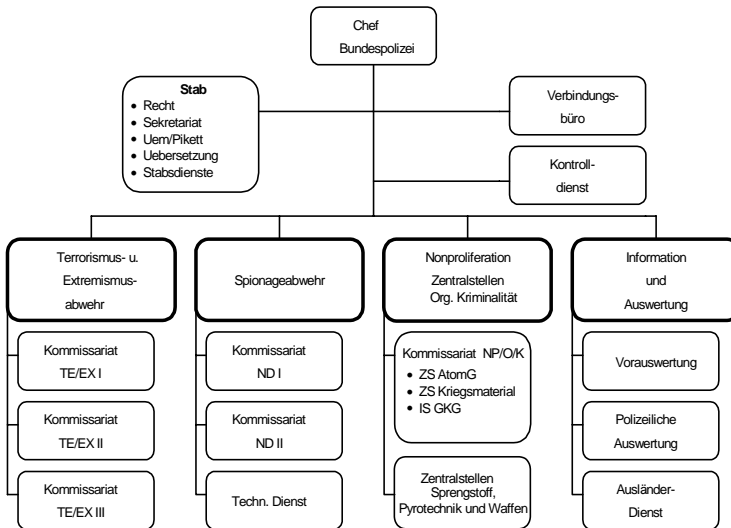 Chef
Bundespolizei
Stab
• Recht
• Sekretariat
• Uem/Pikett
• Uebersetzung
• Stabsdienste
Verbindungs-
büro
Kontroll-
dienst
Terrorismus- u.
Extremismus-
abwehr
Spionageabwehr
Nonproliferation
Zentralstellen
Org. Kriminalität
Information
und
Auswertung
Kommissariat
TE/EX I
Kommissariat
ND I
Kommissariat NP/O/K
• ZS AtomG
• ZS Kriegsmaterial
• IS GKG
Vorauswertung
Kommissariat
TE/EX II
Kommissariat
ND II
Polizeiliche
Auswertung
Kommissariat
TE/EX III
Techn. Dienst
Zentralstellen
Sprengstoff,
Pyrotechnik und Waffen
Ausländer-
Dienst